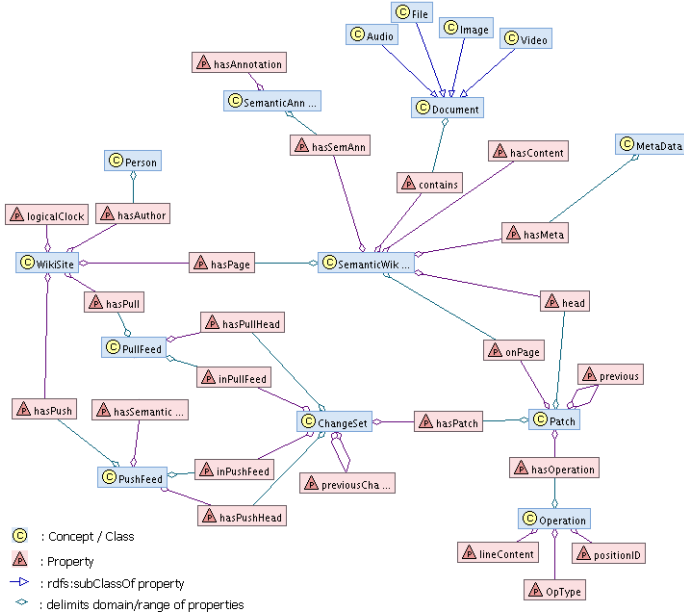 File
Audio
Image
Video
hasAnnotation
SemanticAnn ...
Document
hasSemAnn
hasContent
MetaData
Person
contains
logicalClock
hasAuthor
hasMeta
WikiSite
hasPage
SemanticWik ...
hasPull
hasPullHead
head
PullFeed
onPage
inPullFeed
previous
hasPush
hasSemantic ...
ChangeSet
hasPatch
Patch
PushFeed
inPushFeed
hasOperation
previousCha ...
hasPushHead
Operation
lineContent
positionID
OpType
C : Concept / Class
P : Property
: rdfs:subClassOf property
: delimits domain/range of properties